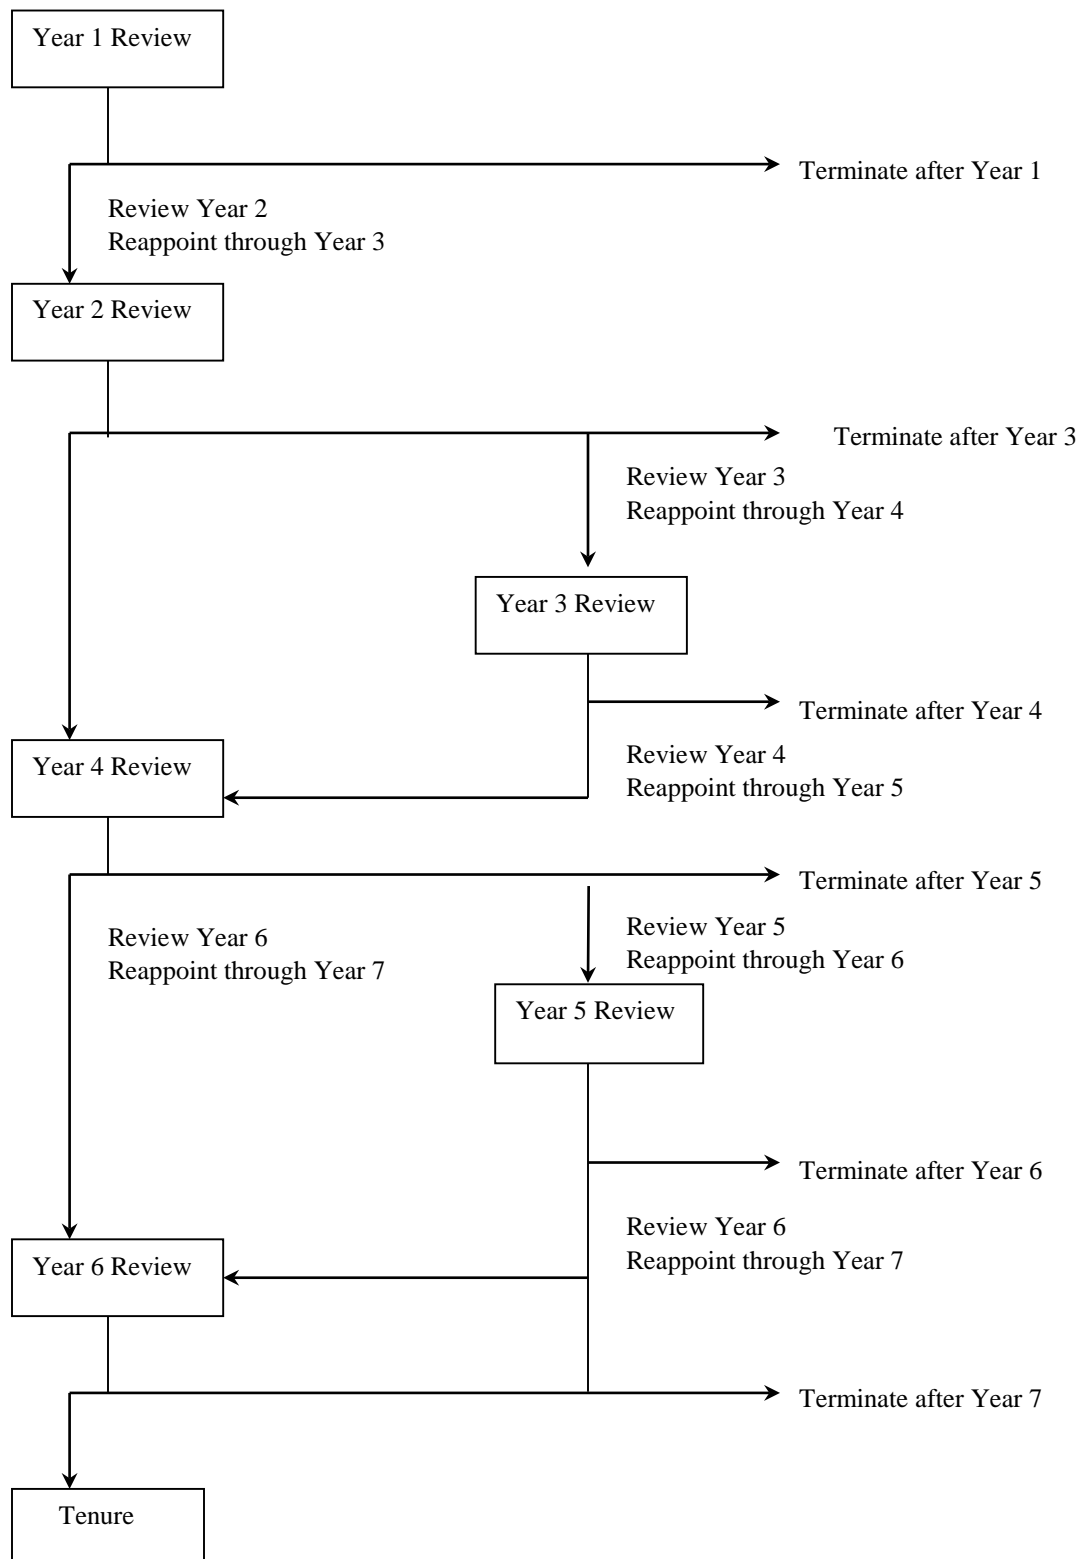 Year 1 Review
Terminate after Year 1
Review Year 2
Reappoint through Year 3
Year 2 Review
Terminate after Year 3
Review Year 3
Reappoint through Year 4
Year 3 Review
Terminate after Year 4
Year 4 Review
Review Year 4
Reappoint through Year 5
Terminate after Year 5
Review Year 6
Reappoint through Year 7
Review Year 5
Reappoint through Year 6
Year 5 Review
Terminate after Year 6
Year 6 Review
Review Year 6
Reappoint through Year 7
Terminate after Year 7
Tenure